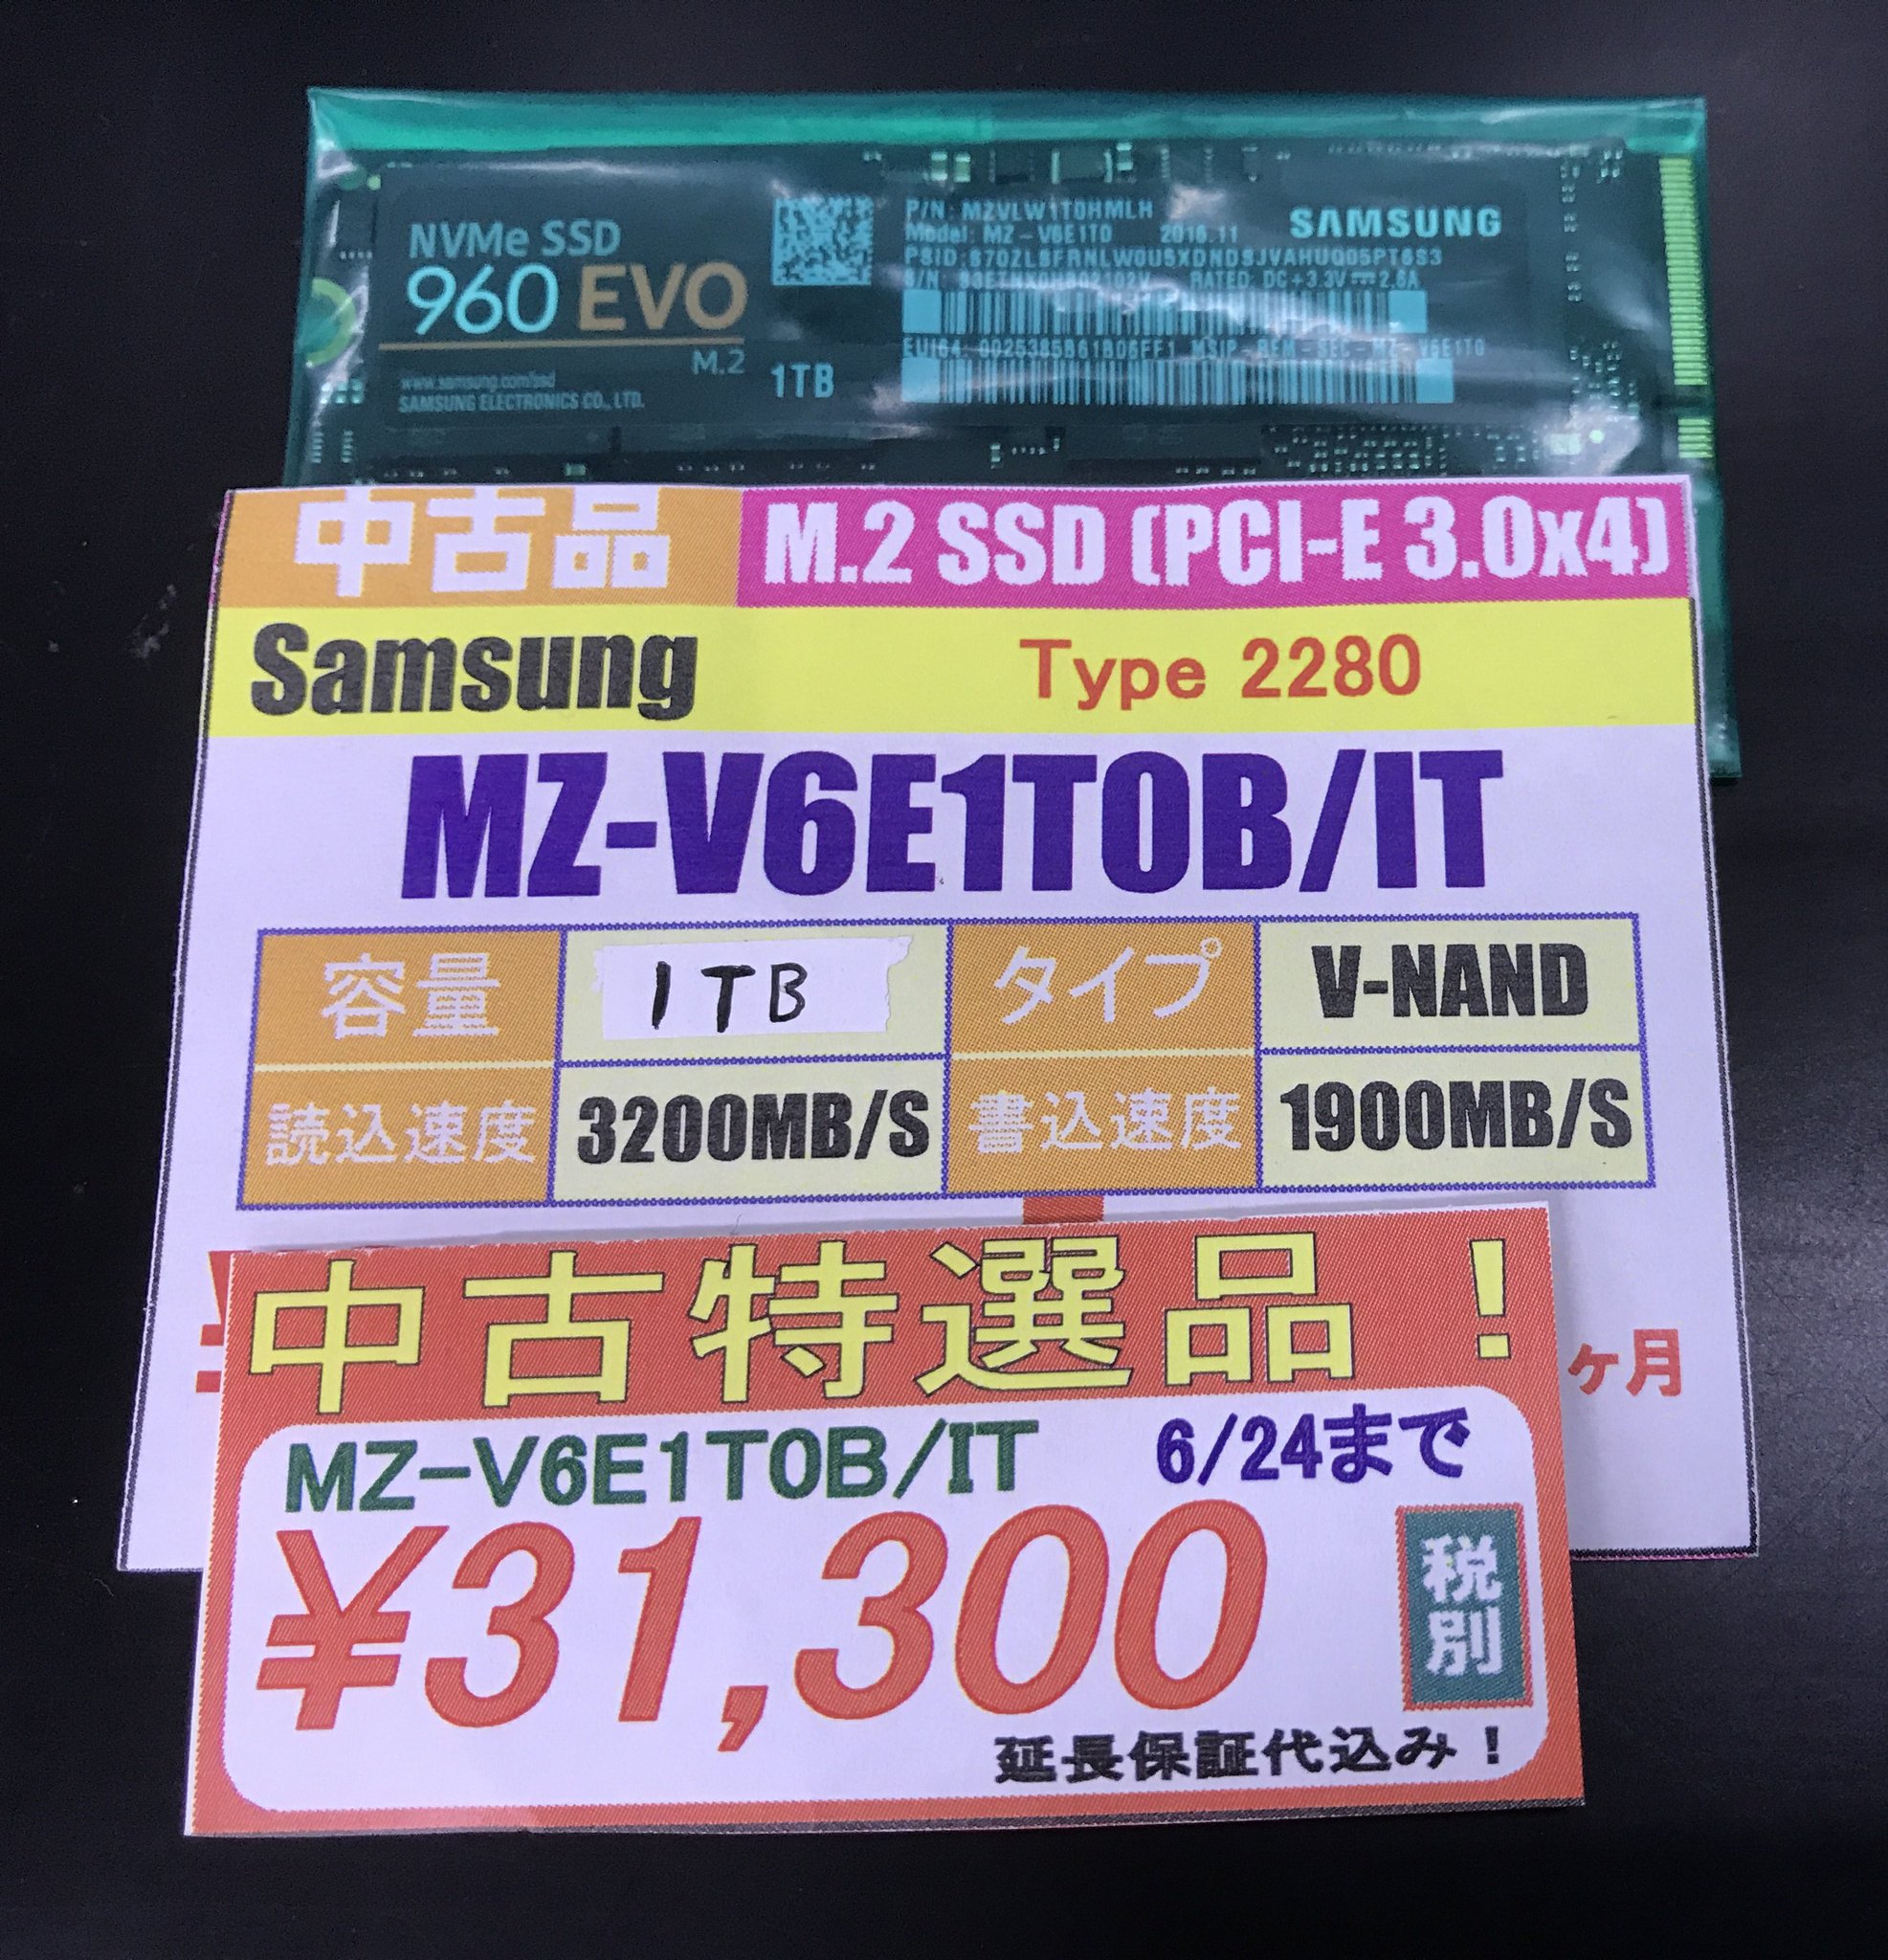 NVMe SSD
960 EVO
M.2
1TB
www.samsung.com/ssd
SAMSUNG ELECTRONICS CO., LTD.
P/N: MZVLW1T0HMLH
Model: MZ-V6E1T0 2016.11
SAMSUNG
RATED: DC+3.3V 2.8A
中古品 M.2 SSD (PCI-E 3.0x4)
Samsung Type 2280
MZ-V6E1T0B/IT
容量 1TB タイプ V-NAND
読込速度 3200MB/S 書込速度 1900MB/S
ヶ月
中古特選品！
MZ-V6E1T0B/IT 6/24まで
¥31,300 税別
延長保証代込み！